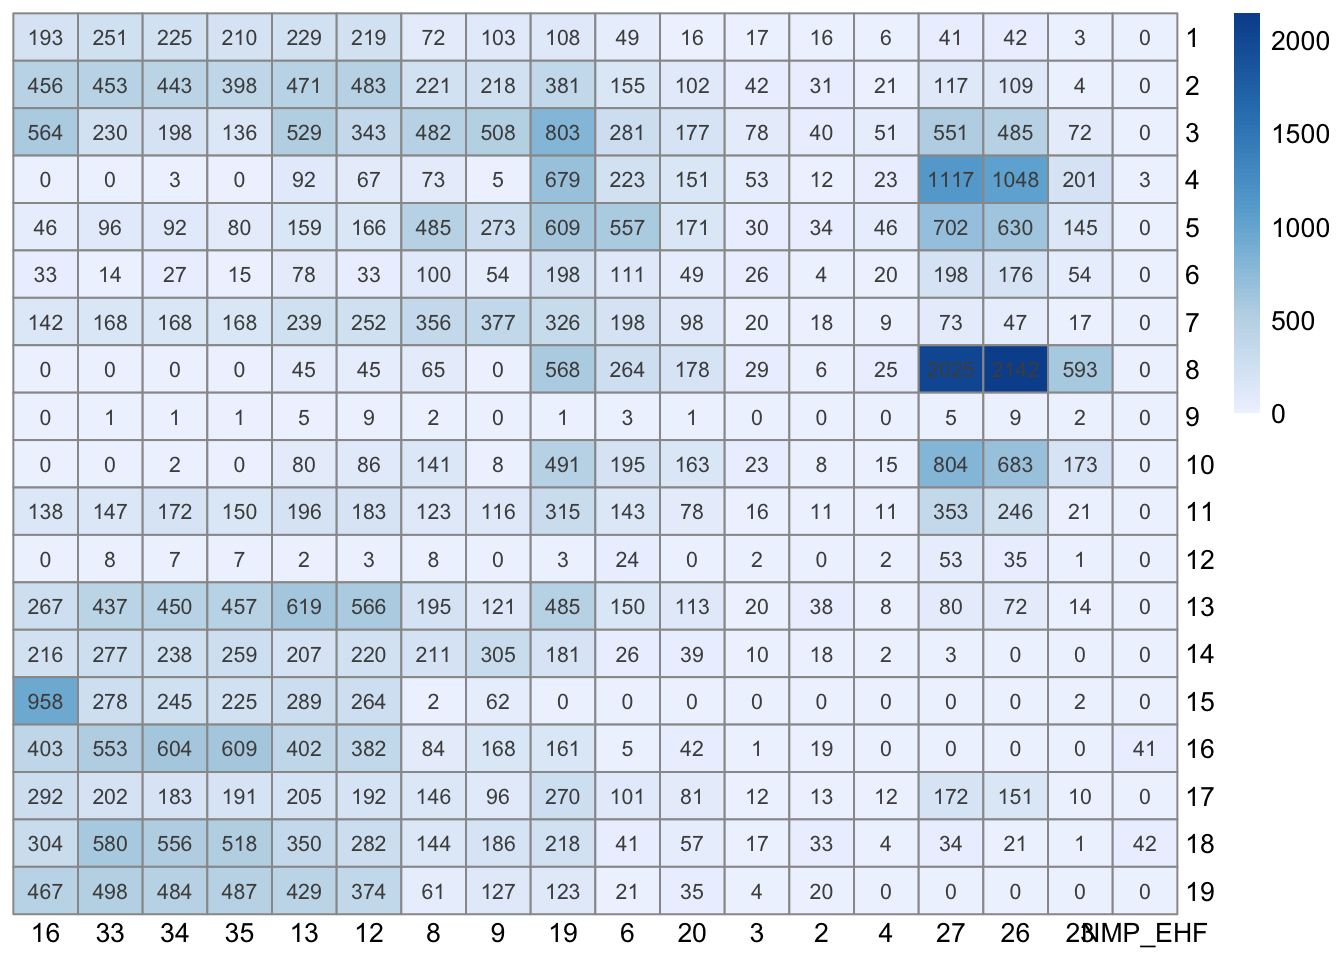 193 251 225 210 229 219 72 103 108 49 16 17 16 6 41 42 3 0 1
456 453 443 398 471 483 221 218 381 155 102 42 31 21 117 109 4 0 2
564 230 198 136 529 343 482 508 803 281 177 78 40 51 551 485 72 0 3
0 0 3 0 92 67 73 5 679 223 151 53 12 23 1117 1048 201 3 4
46 96 92 80 159 166 485 273 609 557 171 30 34 46 702 630 145 0 5
33 14 27 15 78 33 100 54 198 111 49 26 4 20 198 176 54 0 6
142 168 168 168 239 252 356 377 326 198 98 20 18 9 73 47 17 0 7
0 0 0 0 45 45 65 0 568 264 178 29 6 25 2025 2142 593 0 8
0 1 1 1 5 9 2 0 1 3 1 0 0 0 5 9 2 0 9
0 0 2 0 80 86 141 8 491 195 163 23 8 15 804 683 173 0 10
138 147 172 150 196 183 123 116 315 143 78 16 11 11 353 246 21 0 11
0 8 7 7 2 3 8 0 3 24 0 2 0 2 53 35 1 0 12
267 437 450 457 619 566 195 121 485 150 113 20 38 8 80 72 14 0 13
216 277 238 259 207 220 211 305 181 26 39 10 18 2 3 0 0 0 14
958 278 245 225 289 264 2 62 0 0 0 0 0 0 0 0 2 0 15
403 553 604 609 402 382 84 168 161 5 42 1 19 0 0 0 0 41 16
292 202 183 191 205 192 146 96 270 101 81 12 13 12 172 151 10 0 17
304 580 556 518 350 282 144 186 218 41 57 17 33 4 34 21 1 42 18
467 498 484 487 429 374 61 127 123 21 35 4 20 0 0 0 0 0 19
16 33 34 35 13 12 8 9 19 6 20 3 2 4 27 26 NMP_EHF
2000
1500
1000
500
0